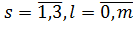 s = \overline{1,3}, l = \overline{0,m}